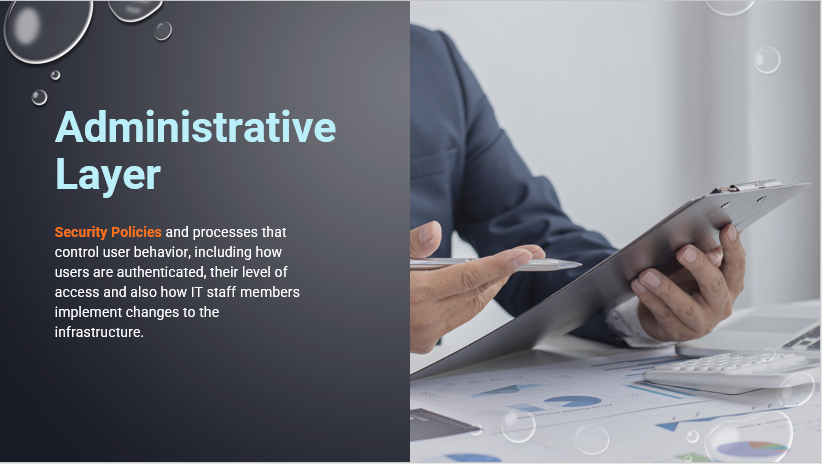 Administrative
Layer
Security Policies and processes that
control user behavior, including how
users are authenticated, their level of
access and also how IT staff members
implement changes to the
infrastructure.